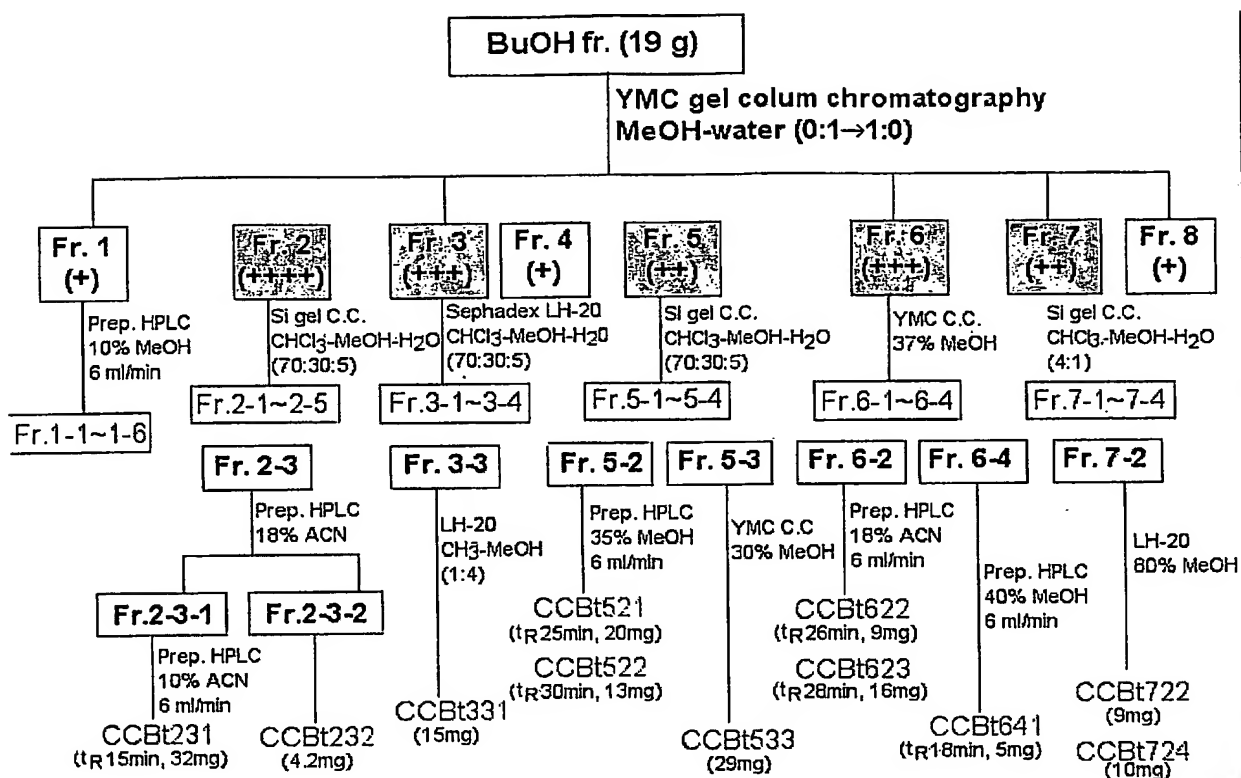 BuOH fr. (19 g)
YMC gel colum chromatography
MeOH-water (0:1→1:0)
Fr. 1
(+)
Fr. 2
(++++)
Fr. 3
(+++)
Fr. 4
(+)
Fr. 5
(++)
Fr. 6
(+++)
Fr. 7
(++)
Fr. 8
(+)
Prep. HPLC
10% MeOH
6 ml/min
Si gel C.C.
CHCl3-MeOH-H2O
(70:30:5)
Sephadex LH-20
CHCl3-MeOH-H2O
(70:30:5)
Si gel C.C.
CHCl3-MeOH-H2O
(70:30:5)
YMC C.C.
37% MeOH
Si gel C.C.
CHCl3-MeOH-H2O
(4:1)
Fr.1-1~1-6
Fr.2-1~2-5
Fr.3-1~3-4
Fr.5-1~5-4
Fr.6-1~6-4
Fr.7-1~7-4
Fr. 2-3
Fr. 3-3
Fr. 5-2
Fr. 5-3
Fr. 6-2
Fr. 6-4
Fr. 7-2
Prep. HPLC
18% ACN
LH-20
CH3-MeOH
(1:4)
Prep. HPLC
35% MeOH
6 ml/min
YMC C.C
30% MeOH
Prep. HPLC
18% ACN
6 ml/min
Prep. HPLC
40% MeOH
6 ml/min
LH-20
80% MeOH
Fr.2-3-1
Fr.2-3-2
Prep. HPLC
10% ACN
6 ml/min
CCBt231
(tR15min, 32mg)
CCBt232
(4.2mg)
CCBt331
(15mg)
CCBt521
(tR25min, 20mg)
CCBt522
(tR30min, 13mg)
CCBt533
(29mg)
CCBt622
(tR26min, 9mg)
CCBt623
(tR28min, 16mg)
CCBt641
(tR18min, 5mg)
CCBt722
(9mg)
CCBt724
(10mg)